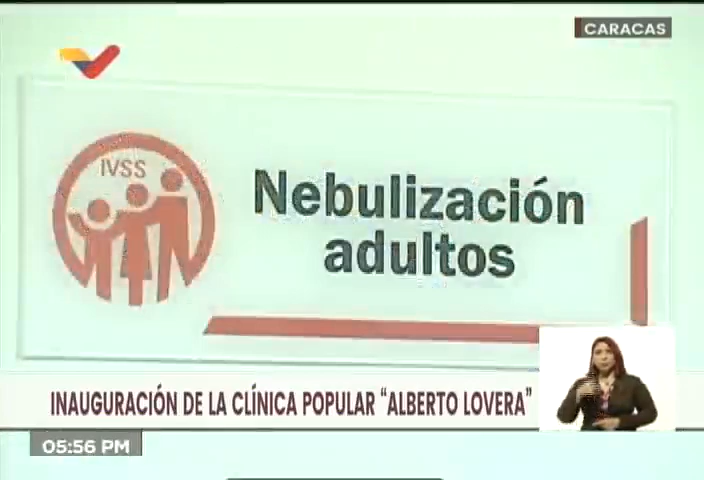 CARACAS
IVSS
Nebulización
adultos
INAUGURACIÓN DE LA CLÍNICA POPULAR “ALBERTO LOVERA”
05:56 PM